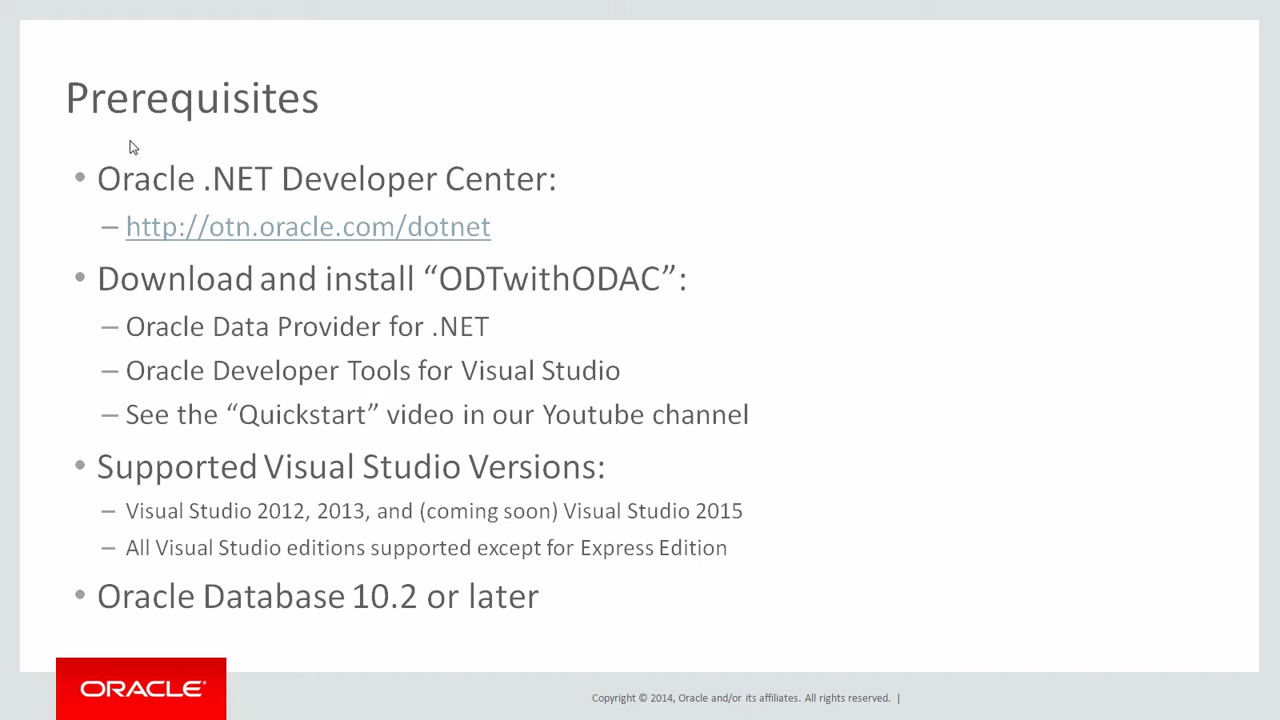 Prerequisites
• Oracle .NET Developer Center:
– http://otn.oracle.com/dotnet
• Download and install “ODTwithODAC”:
– Oracle Data Provider for .NET
– Oracle Developer Tools for Visual Studio
– See the “Quickstart” video in our Youtube channel
• Supported Visual Studio Versions:
– Visual Studio 2012, 2013, and (coming soon) Visual Studio 2015
– All Visual Studio editions supported except for Express Edition
• Oracle Database 10.2 or later
ORACLE®
Copyright © 2014, Oracle and/or its affiliates. All rights reserved. |